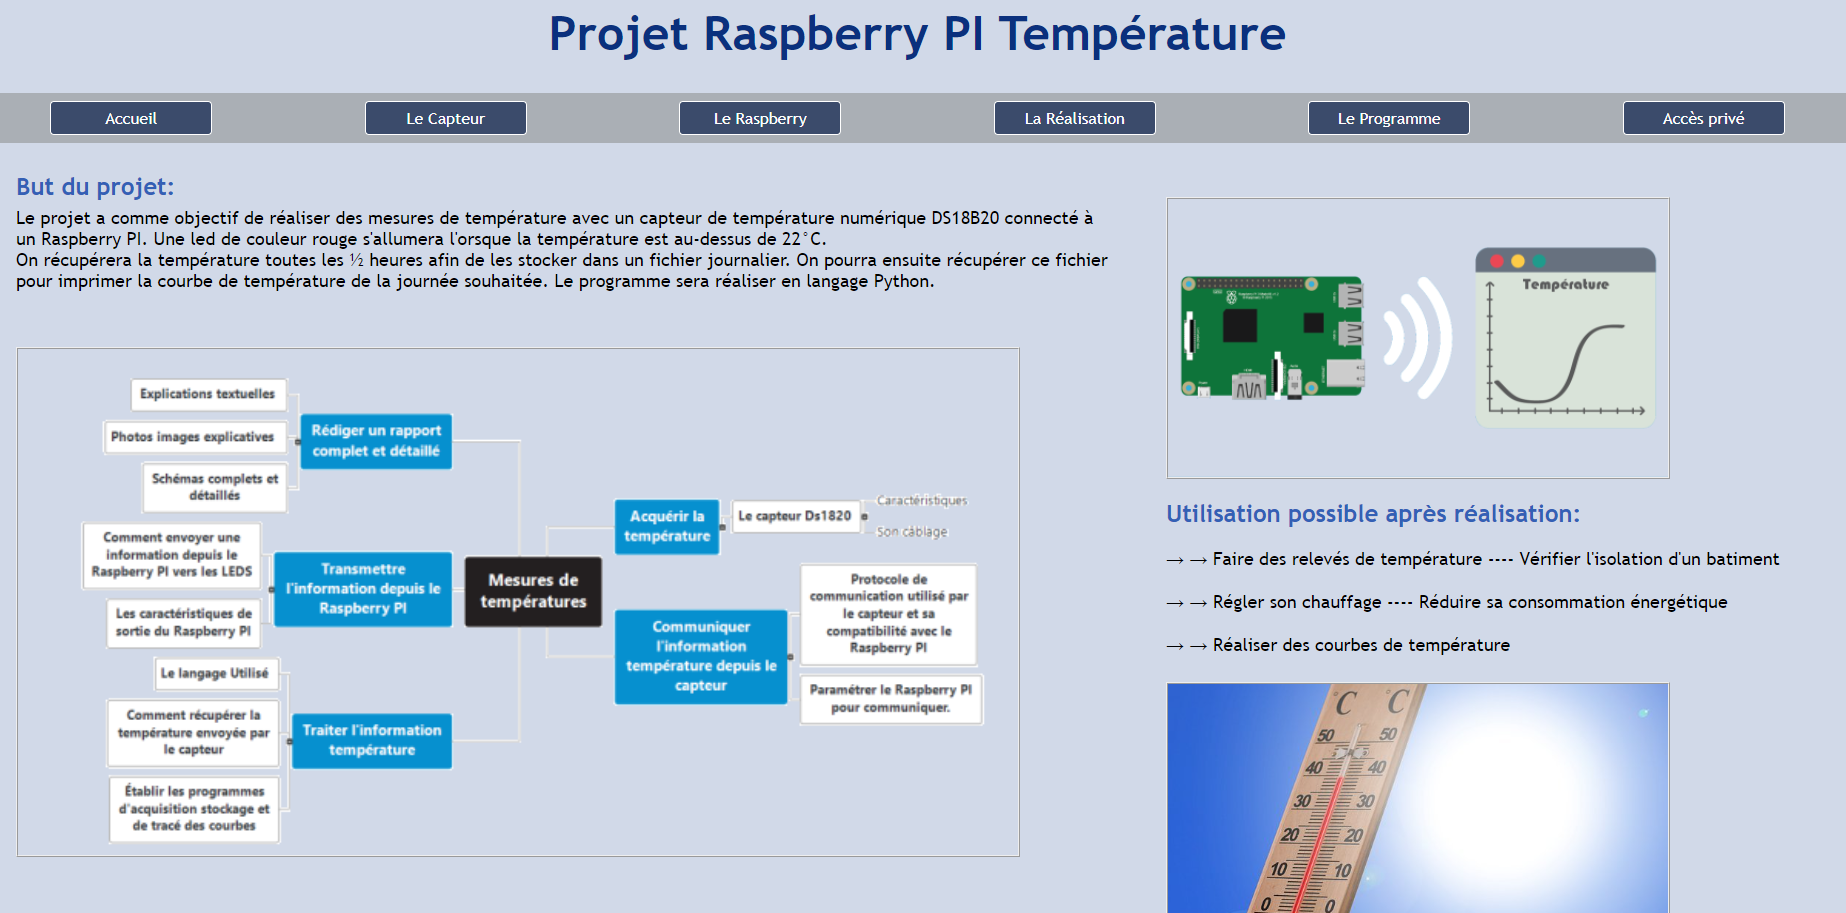 Projet Raspberry PI Température
Accueil
Le Capteur
Le Raspberry
La Réalisation
Le Programme
Accès privé
But du projet:
Le projet a comme objectif de réaliser des mesures de température avec un capteur de température numérique DS18B20 connecté à
un Raspberry PI. Une led de couleur rouge s'allumera l'orsque la température est au-dessus de 22°C.
On récupérera la température toutes les ½ heures afin de les stocker dans un fichier journalier. On pourra ensuite récupérer ce fichier
pour imprimer la courbe de température de la journée souhaitée. Le programme sera réaliser en langage Python.
Explications textuelles
Photos images explicatives
Schémas complets et
détaillés
Rédiger un rapport
complet et détaillé
Comment envoyer une
information depuis le
Raspberry PI vers les LEDS
Les caractéristiques de
sortie du Raspberry PI
Transmettre
l'information depuis le
Raspberry PI
Le langage Utilisé
Comment récupérer la
température envoyée par
le capteur
Établir les programmes
d'acquisition stockage et
de tracé des courbes
Traiter l'information
température
Mesures de
températures
Acquérir la
température
Le capteur Ds1820
Caractéristiques
Son câblage
Communiquer
l'information
température depuis le
capteur
Protocole de
communication utilisé par
le capteur et sa
compatibilité avec le
Raspberry PI
Paramétrer le Raspberry PI
pour communiquer.
Température
Utilisation possible après réalisation:
→ → Faire des relevés de température ---- Vérifier l'isolation d'un batiment
→ → Régler son chauffage ---- Réduire sa consommation énergétique
→ → Réaliser des courbes de température
°C °C
50 50
40 40
30 30
20 20
10 10
0 0